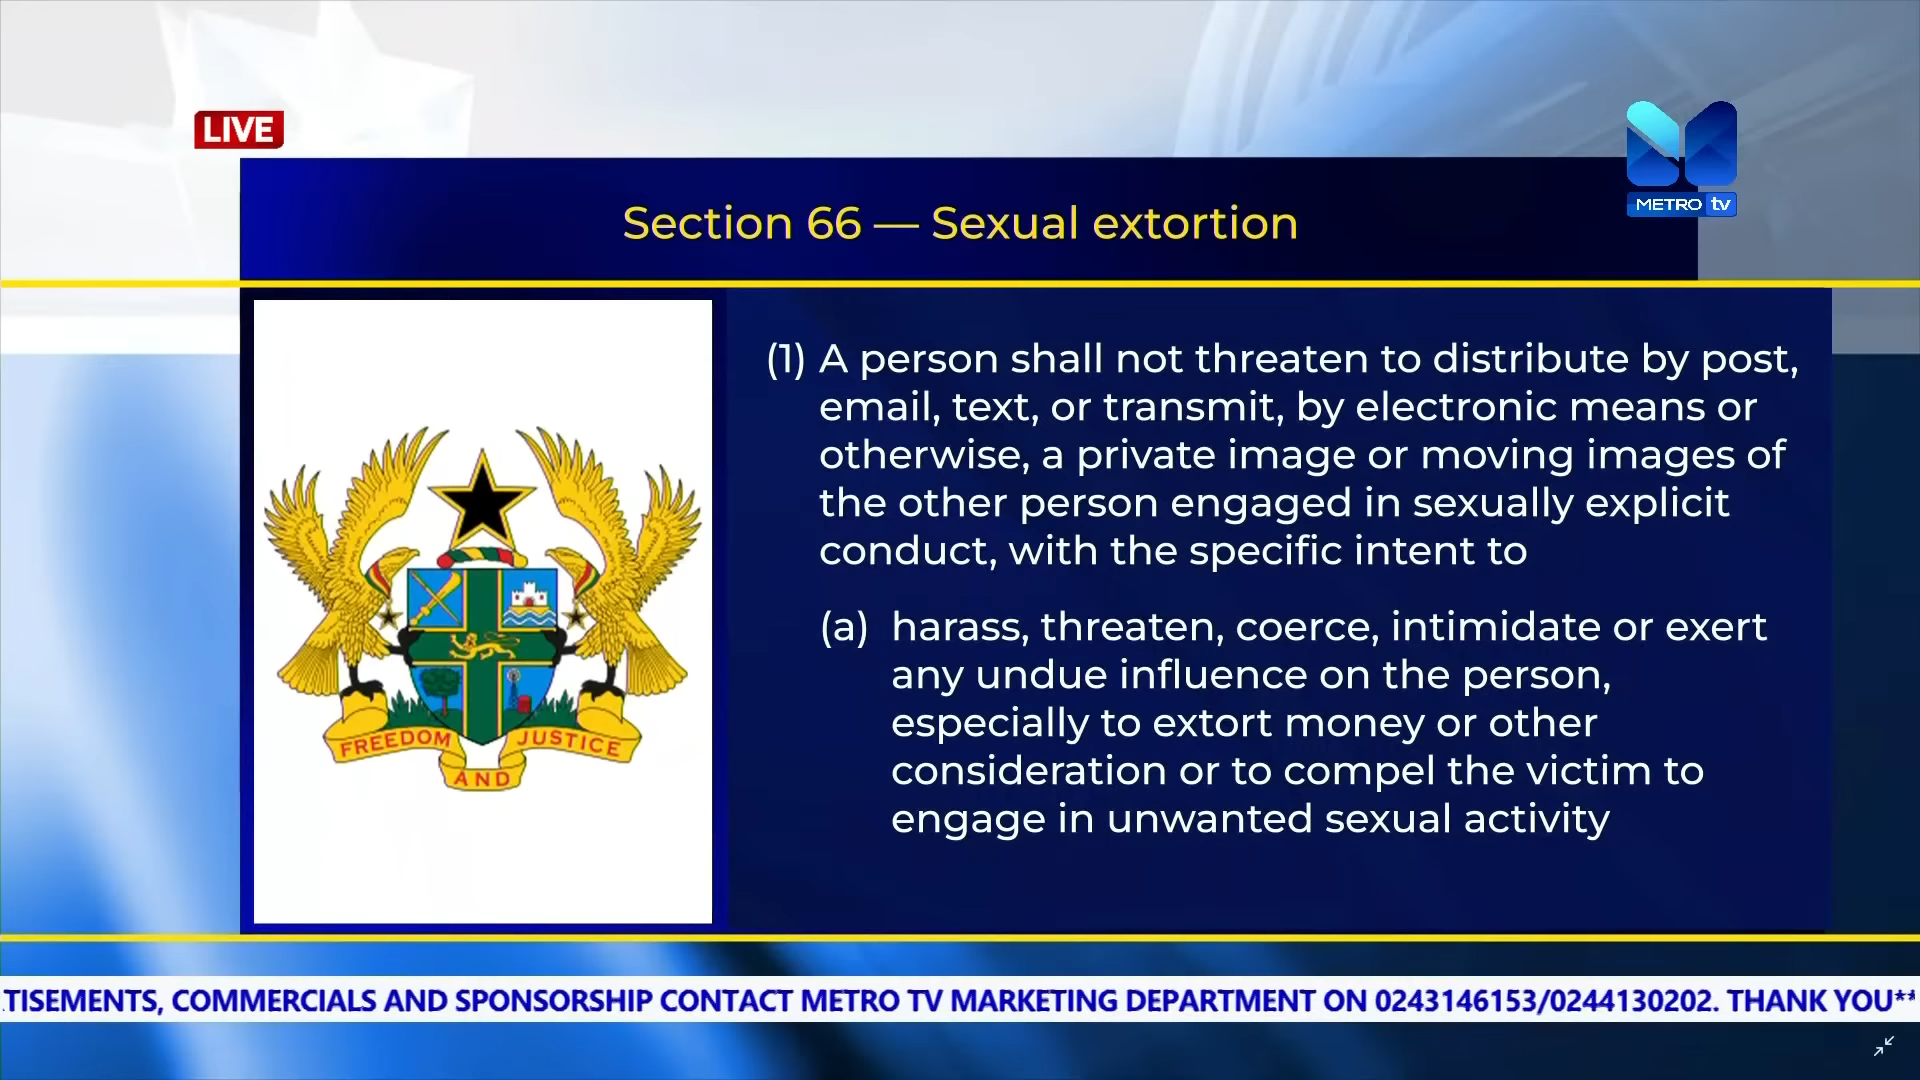 LIVE
METRO tv
Section 66 — Sexual extortion
(1) A person shall not threaten to distribute by post,
email, text, or transmit, by electronic means or
otherwise, a private image or moving images of
the other person engaged in sexually explicit
conduct, with the specific intent to
(a) harass, threaten, coerce, intimidate or exert
any undue influence on the person,
especially to extort money or other
consideration or to compel the victim to
engage in unwanted sexual activity
FREEDOM
AND
JUSTICE
TISEMENTS, COMMERCIALS AND SPONSORSHIP CONTACT METRO TV MARKETING DEPARTMENT ON 0243146153/0244130202. THANK YOU**